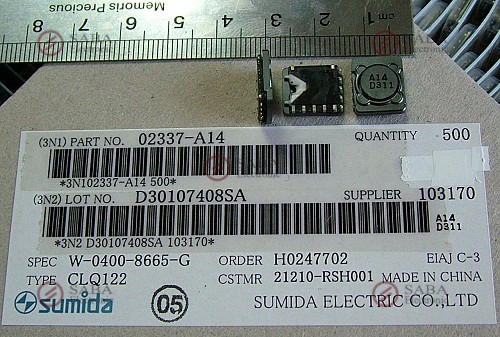 8 7 6 5 4 3 2 1 cm
Memoris Precious
A14
D311
(3N1) PART NO. 02337-A14 QUANTITY 500
*3N102337-A14 500*
(3N2) LOT NO. D30107408SA SUPPLIER 103170
A14
D311
*3N2 D30107408SA 103170*
SPEC W-0400-8665-G ORDER H0247702 EIAJ C-3
TYPE CLQ122 CSTMR 21210-RSH001 MADE IN CHINA
sumida 05 SUMIDA ELECTRIC CO.,LTD
SABA
Electronic